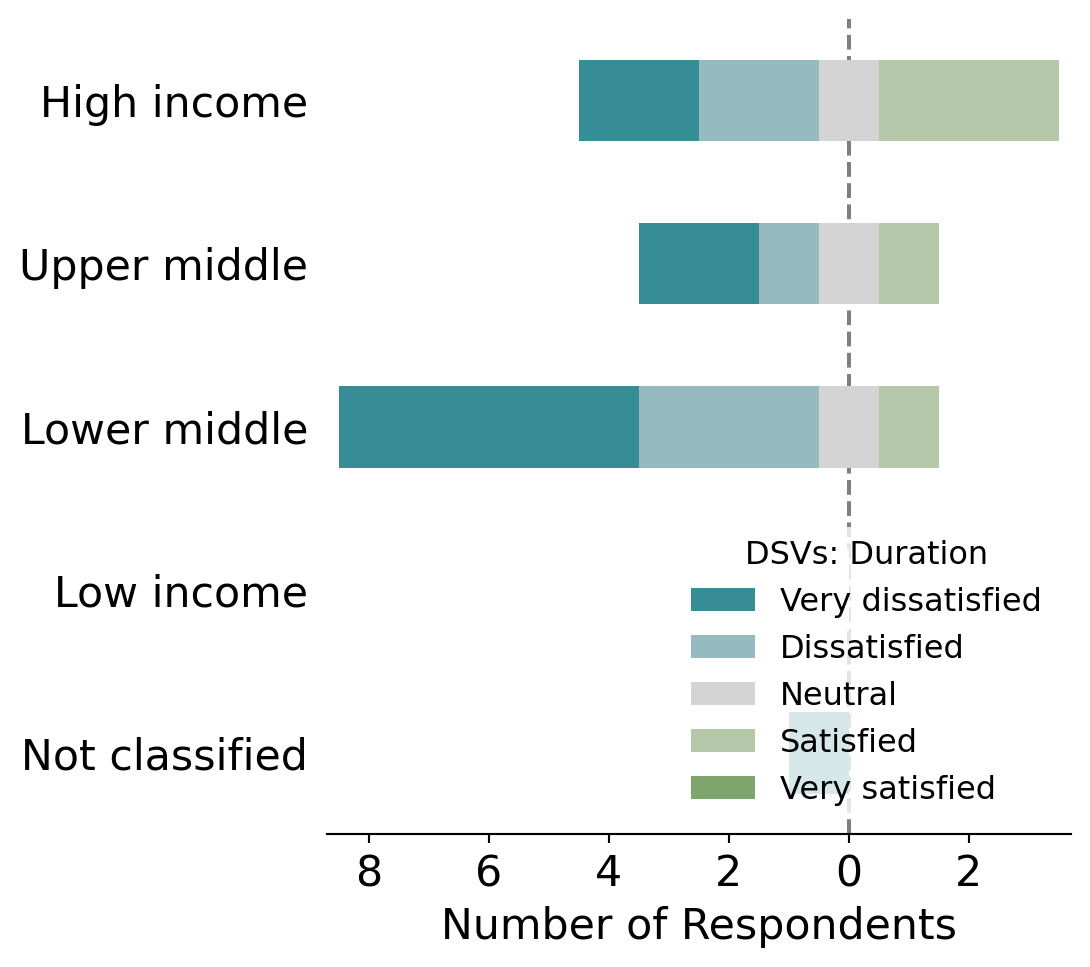 High income
Upper middle
Lower middle
Low income
Not classified
DSVs: Duration
Very dissatisfied
Dissatisfied
Neutral
Satisfied
Very satisfied
8 6 4 2 0 2
Number of Respondents